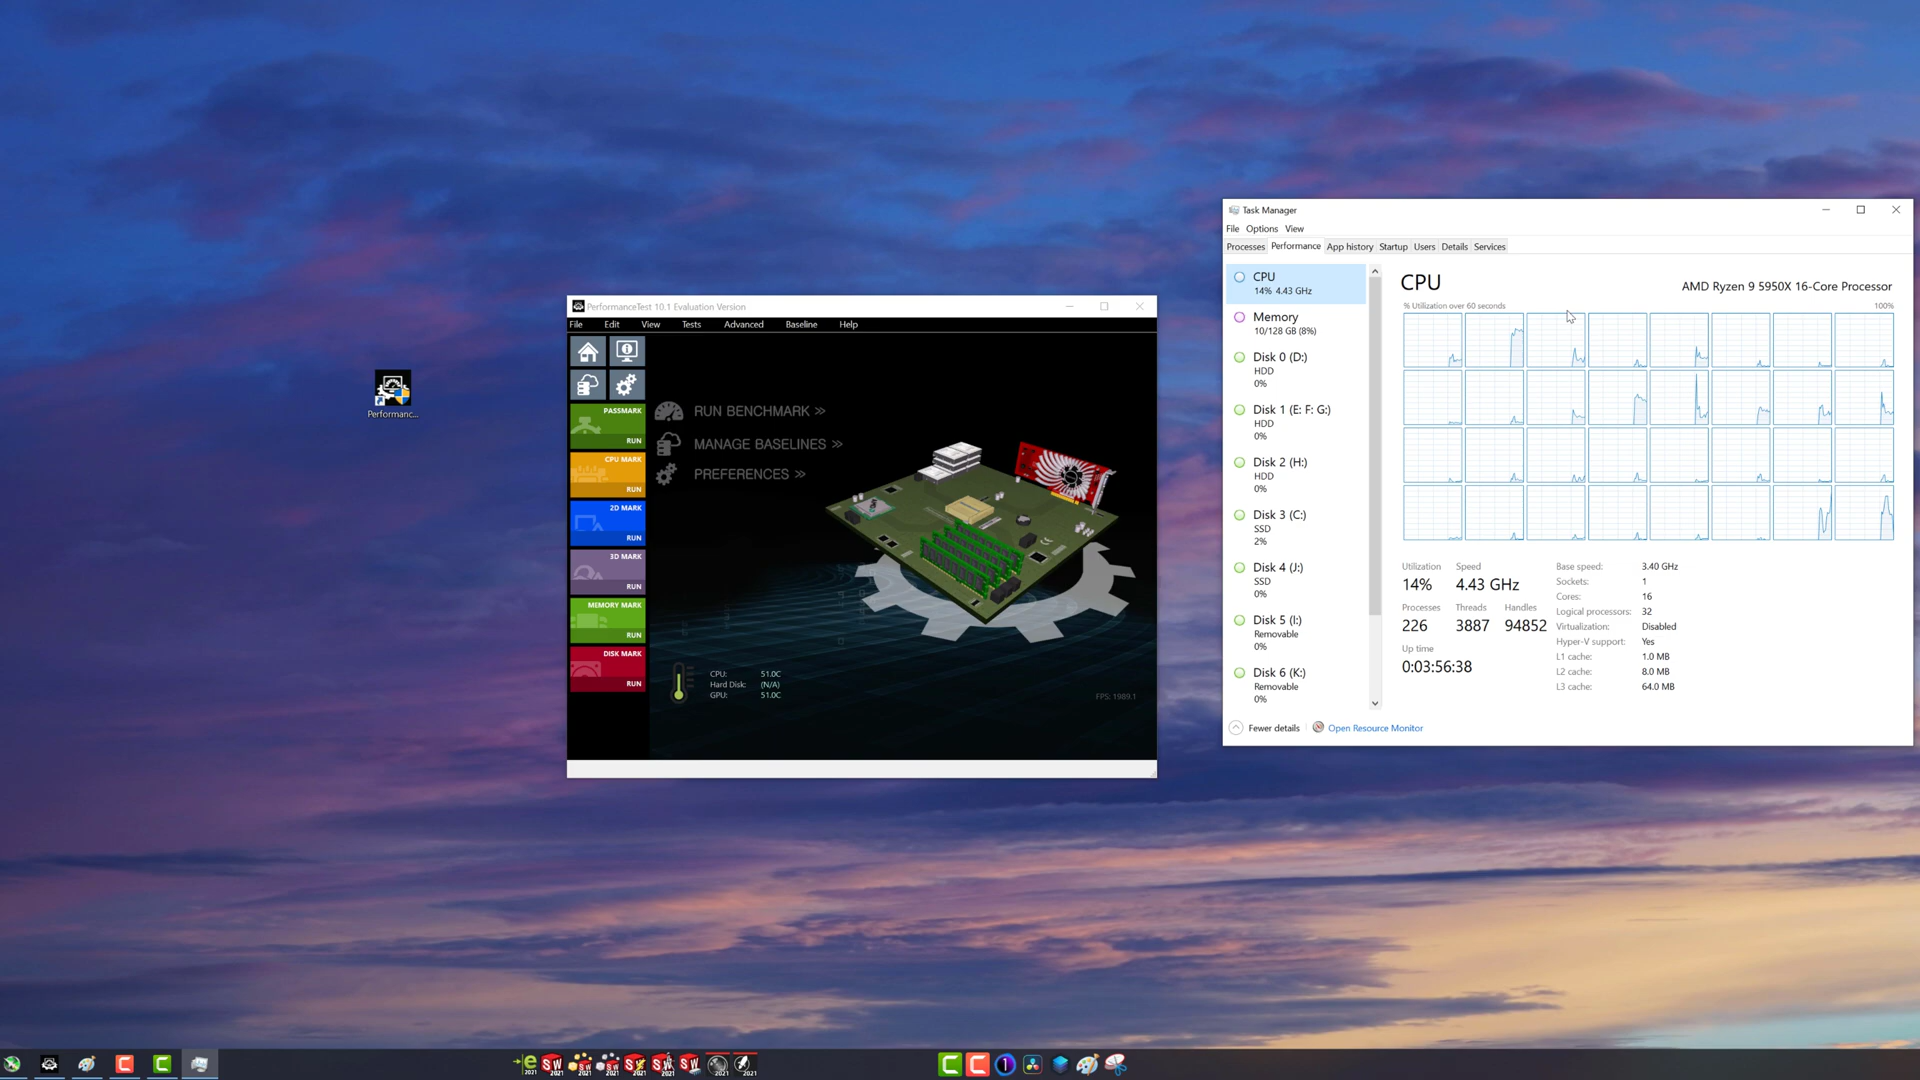 Performanc...
PerformanceTest 10.1 Evaluation Version
File Edit View Tests Advanced Baseline Help
PASSMARK
RUN
CPU MARK
RUN
2D MARK
RUN
3D MARK
RUN
MEMORY MARK
RUN
DISK MARK
RUN
RUN BENCHMARK »
MANAGE BASELINES »
PREFERENCES »
CPU: 51.0C
Hard Disk: (N/A)
GPU: 51.0C
FPS: 1989.1
Task Manager
File Options View
Processes Performance App history Startup Users Details Services
CPU
14% 4.43 GHz
Memory
10/128 GB (8%)
Disk 0 (D:)
HDD
0%
Disk 1 (E: F: G:)
HDD
0%
Disk 2 (H:)
HDD
0%
Disk 3 (C:)
SSD
2%
Disk 4 (J:)
SSD
0%
Disk 5 (I:)
Removable
0%
Disk 6 (K:)
Removable
0%
CPU
AMD Ryzen 9 5950X 16-Core Processor
% Utilization over 60 seconds 100%
Utilization Speed
14% 4.43 GHz
Processes Threads Handles
226 3887 94852
Up time
0:03:56:38
Base speed: 3.40 GHz
Sockets: 1
Cores: 16
Logical processors: 32
Virtualization: Disabled
Hyper-V support: Yes
L1 cache: 1.0 MB
L2 cache: 8.0 MB
L3 cache: 64.0 MB
Fewer details Open Resource Monitor